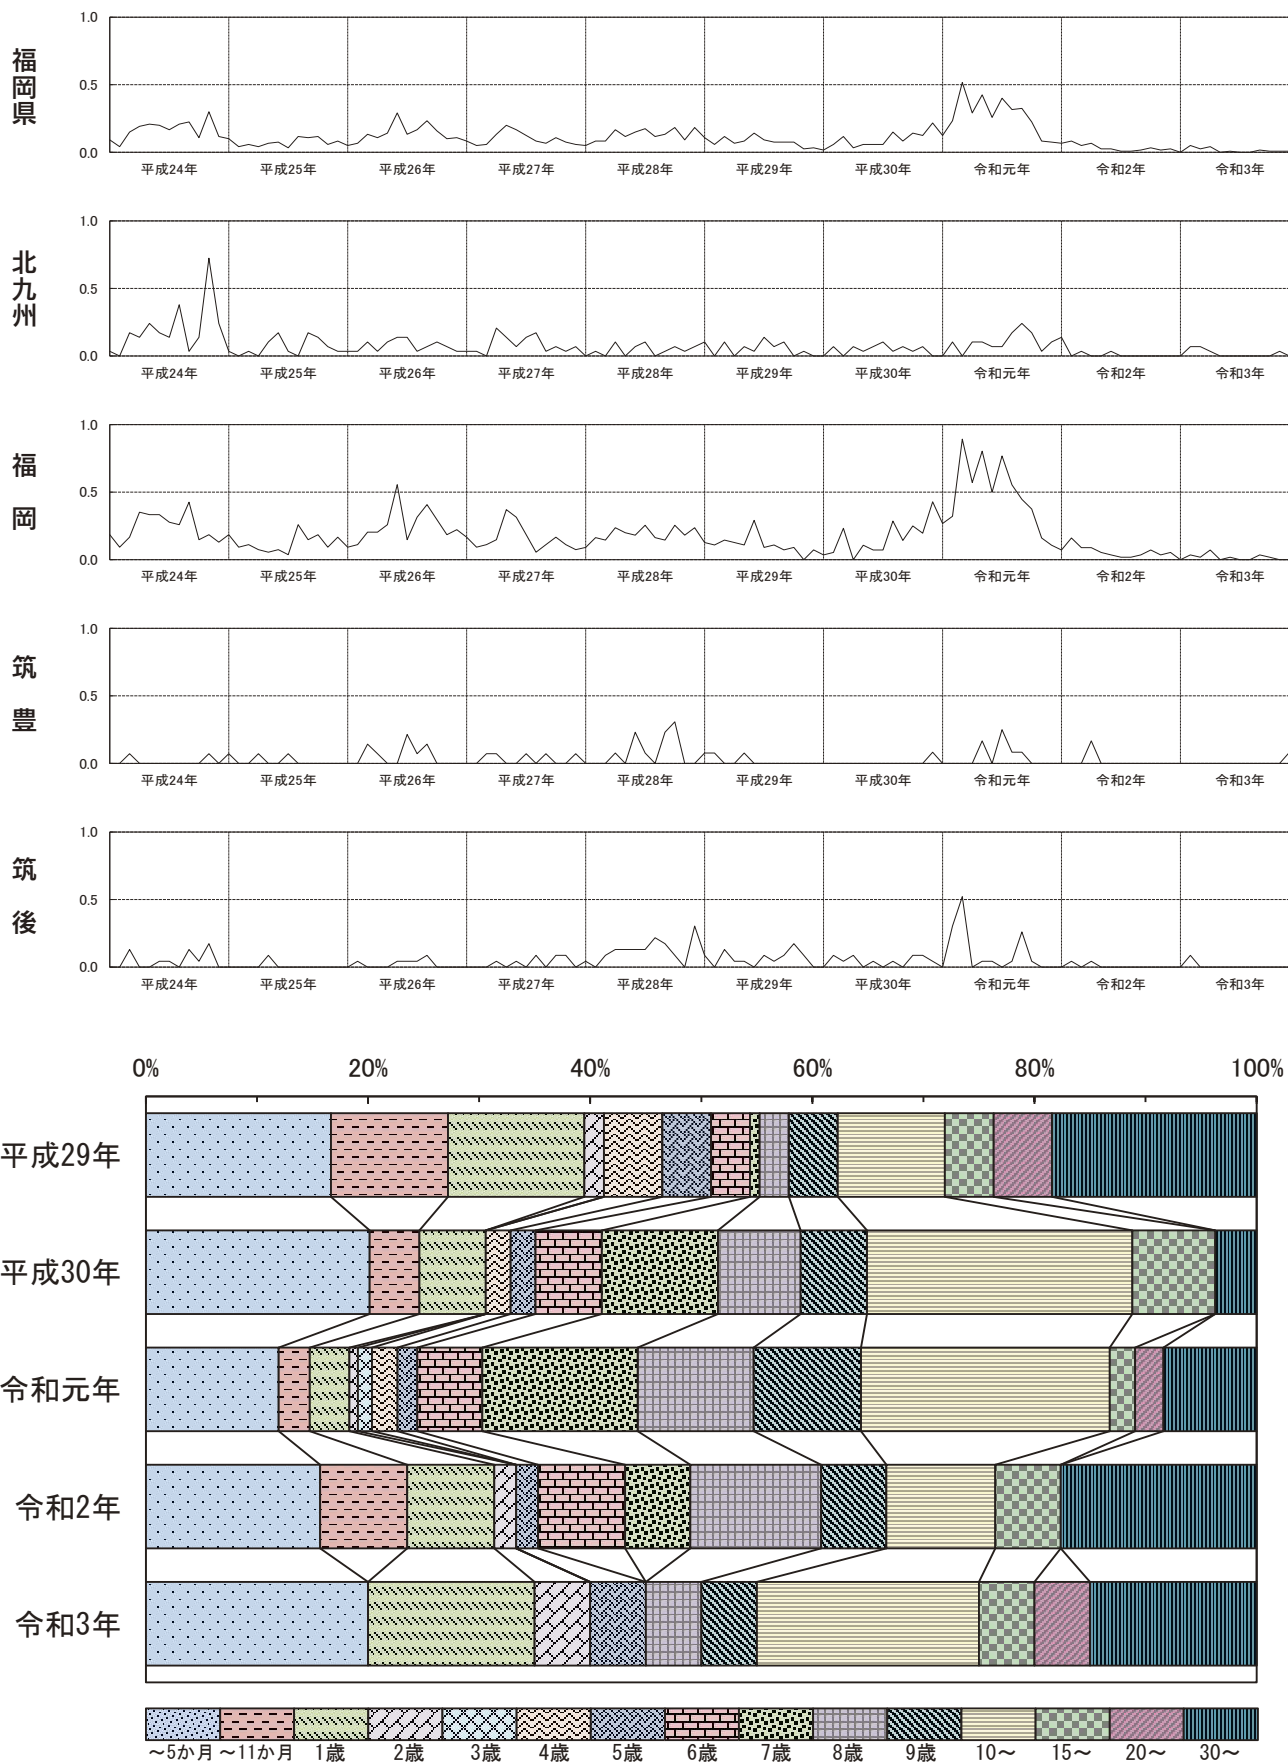 福岡県
1.0
0.5
0.0
平成24年 平成25年 平成26年 平成27年 平成28年 平成29年 平成30年 令和元年 令和2年 令和3年
北九州
1.0
0.5
0.0
平成24年 平成25年 平成26年 平成27年 平成28年 平成29年 平成30年 令和元年 令和2年 令和3年
福岡
1.0
0.5
0.0
平成24年 平成25年 平成26年 平成27年 平成28年 平成29年 平成30年 令和元年 令和2年 令和3年
筑豊
1.0
0.5
0.0
平成24年 平成25年 平成26年 平成27年 平成28年 平成29年 平成30年 令和元年 令和2年 令和3年
筑後
1.0
0.5
0.0
平成24年 平成25年 平成26年 平成27年 平成28年 平成29年 平成30年 令和元年 令和2年 令和3年
0% 20% 40% 60% 80% 100%
平成29年
平成30年
令和元年
令和2年
令和3年
～5か月 ～11か月 1歳 2歳 3歳 4歳 5歳 6歳 7歳 8歳 9歳 10～ 15～ 20～ 30～